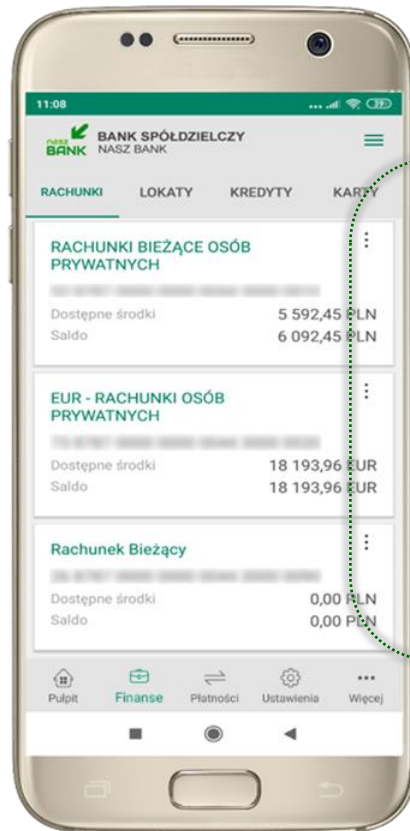 11:08
39
nasz
BANK
BANK SPÓŁDZIELCZY
NASZ BANK
RACHUNKI LOKATY KREDYTY KARTY
RACHUNKI BIEŻĄCE OSÓB
PRYWATNYCH
Dostępne środki 5 592,45 PLN
Saldo 6 092,45 PLN
EUR - RACHUNKI OSÓB
PRYWATNYCH
Dostępne środki 18 193,96 EUR
Saldo 18 193,96 EUR
Rachunek Bieżący
Dostępne środki 0,00 PLN
Saldo 0,00 PLN
Pulpit Finanse Płatności Ustawienia Więcej